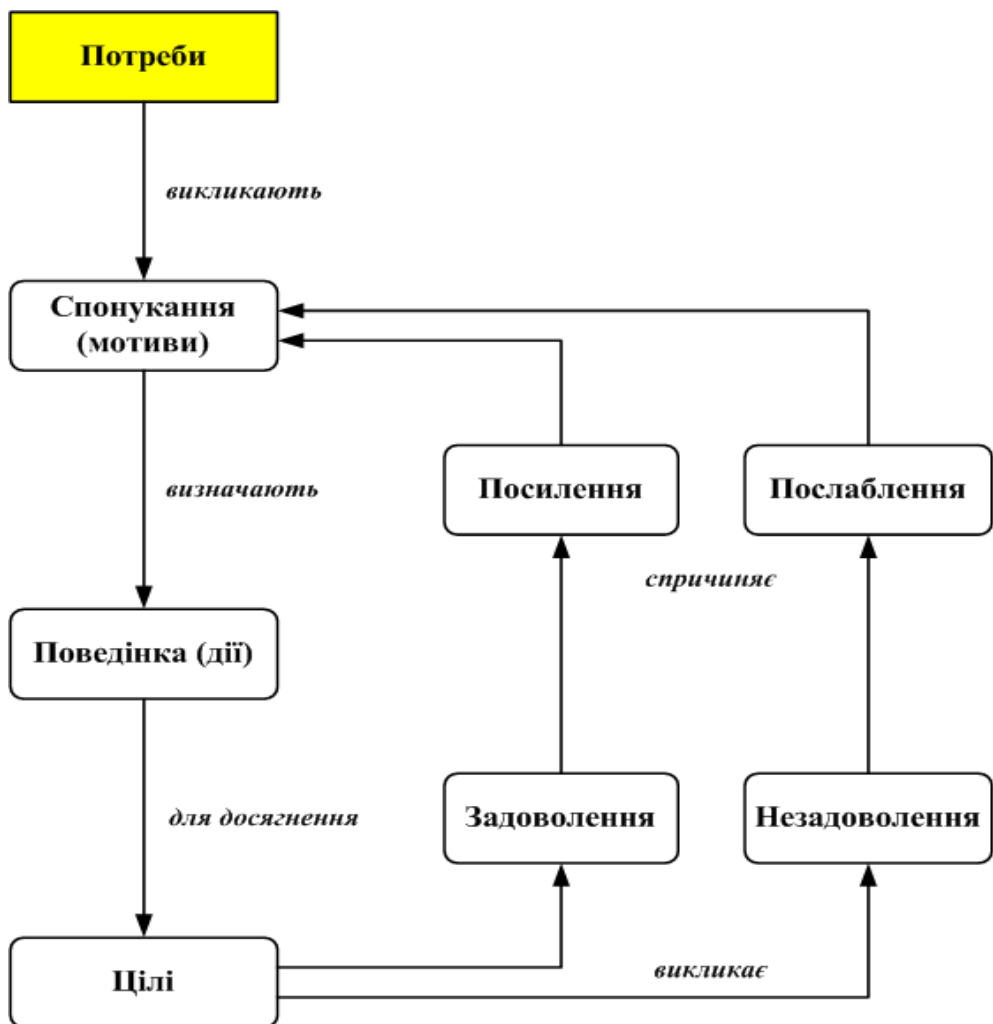 Потреби
викликають
Спонукання
(мотиви)
визначають
Посилення
Послаблення
спричиняє
Поведінка (дії)
для досягнення
Задоволення
Незадоволення
Цілі
викликає